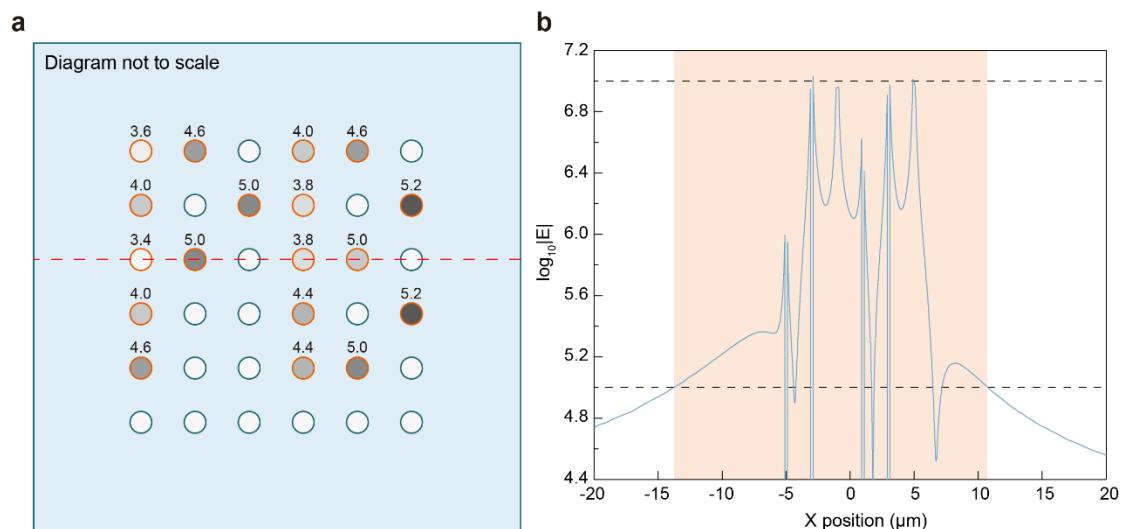 a
Diagram not to scale
3.6 4.6 4.0 4.6
4.0 5.0 3.8 5.2
3.4 5.0 3.8 5.0
4.0 4.4 5.2
4.6 4.4 5.0
b
7.2
6.8
6.4
6.0
5.6
5.2
4.8
4.4
log₁₀|E|
-20 -15 -10 -5 0 5 10 15 20
X position (μm)